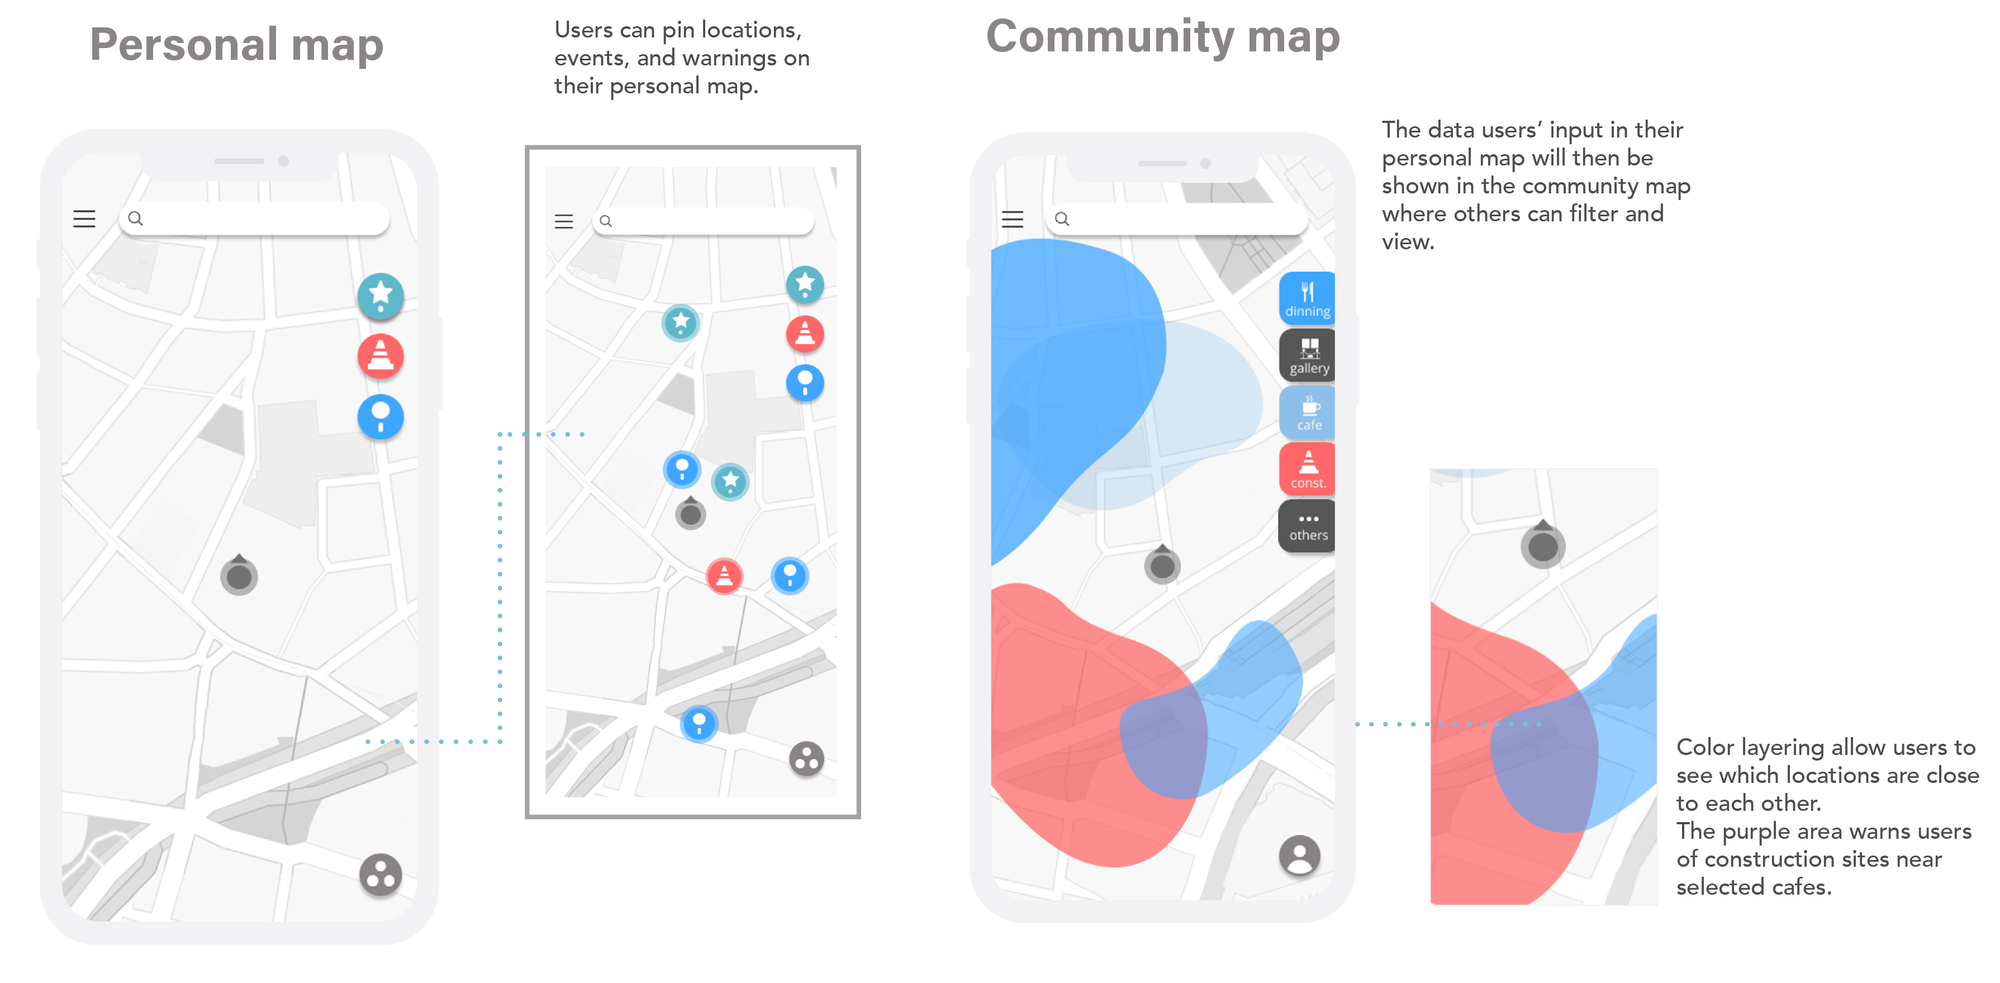 Personal map
Users can pin locations,
events, and warnings on
their personal map.
Community map
The data users’ input in their
personal map will then be
shown in the community map
where others can filter and
view.
dinning
gallery
cafe
const.
others
Color layering allow users to
see which locations are close
to each other.
The purple area warns users
of construction sites near
selected cafes.